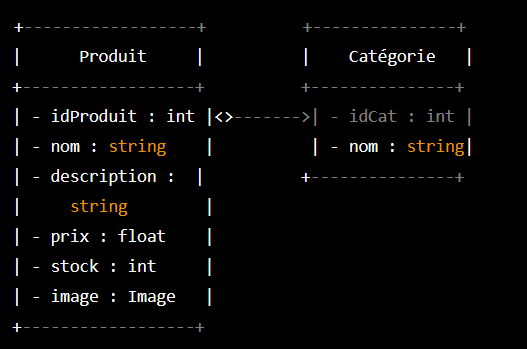 +------------------+          +---------------+
|      Produit     |          |    Catégorie   |
+------------------+          +---------------+
| - idProduit : int |<>------->| - idCat : int |
| - nom : string    |          | - nom : string|
| - description :  |          +---------------+
|     string        |
| - prix : float    |
| - stock : int     |
| - image : Image   |
+------------------+